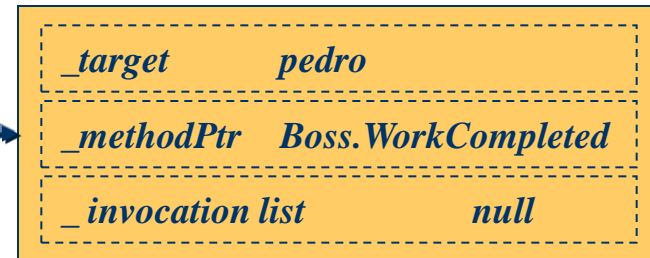 _target pedro
_methodPtr Boss.WorkCompleted
_ invocation list null